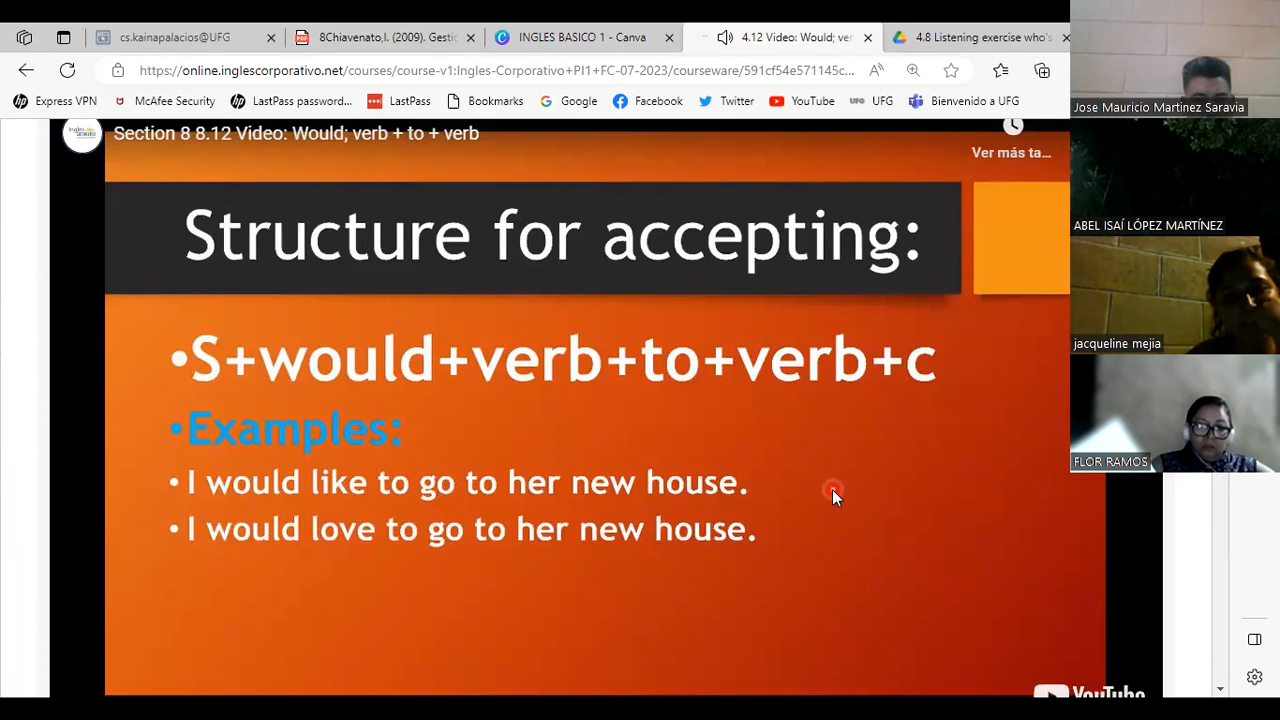 cs.kainapalacios@UFG
8Chiavenato,I. (2009). Gestic
INGLES BASICO 1 - Canva
4.12 Video: Would; ver
4.8 Listening exercise who's
https://online.inglescorporativo.net/courses/course-v1:Ingles-Corporativo+PI1+FC-07-2023/courseware/591cf54e571145c...
Express VPN
McAfee Security
LastPass password...
LastPass
Bookmarks
Google
Facebook
Twitter
YouTube
UFG
UFG
Bienvenido a UFG
Jose Mauricio Martinez Saravia
Section 8 8.12 Video: Would; verb + to + verb
Ver más ta...
Structure for accepting:
ABEL ISAÍ LÓPEZ MARTÍNEZ
•S+would+verb+to+verb+c
jacqueline mejia
•Examples:
• I would like to go to her new house.
FLOR RAMOS
• I would love to go to her new house.
YouTube